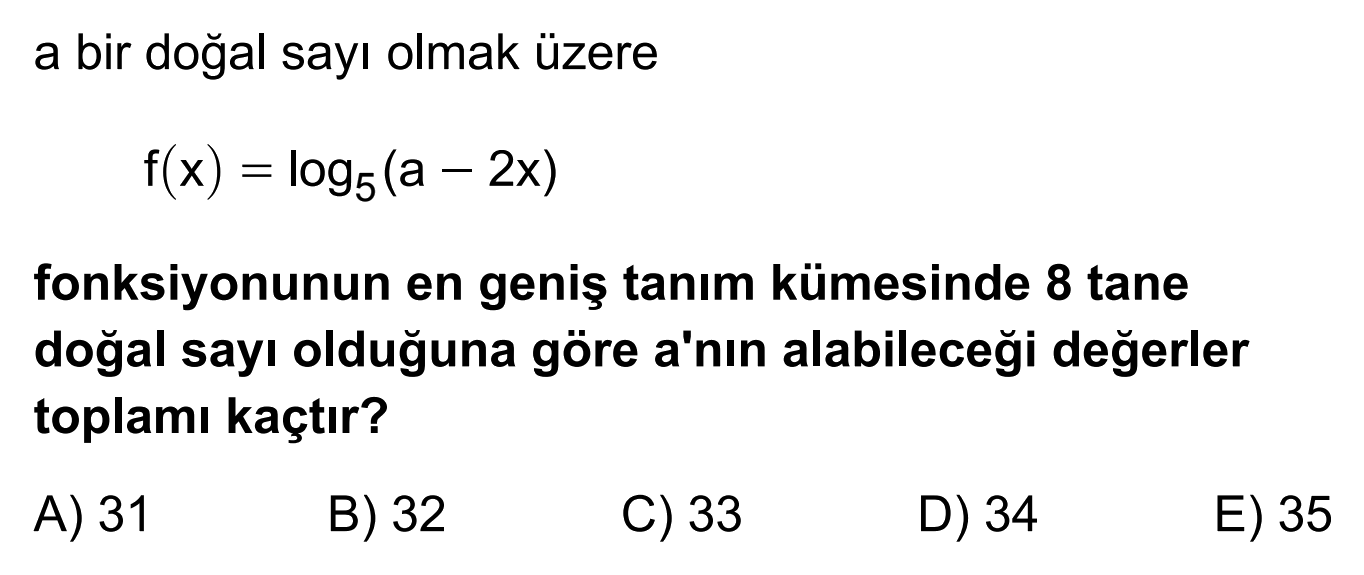 a bir doğal sayı olmak üzere
f(x) = log₅(a – 2x)
fonksiyonunun en geniş tanım kümesinde 8 tane
doğal sayı olduğuna göre a'nın alabileceği değerler
toplamı kaçtır?
A) 31 B) 32 C) 33 D) 34 E) 35